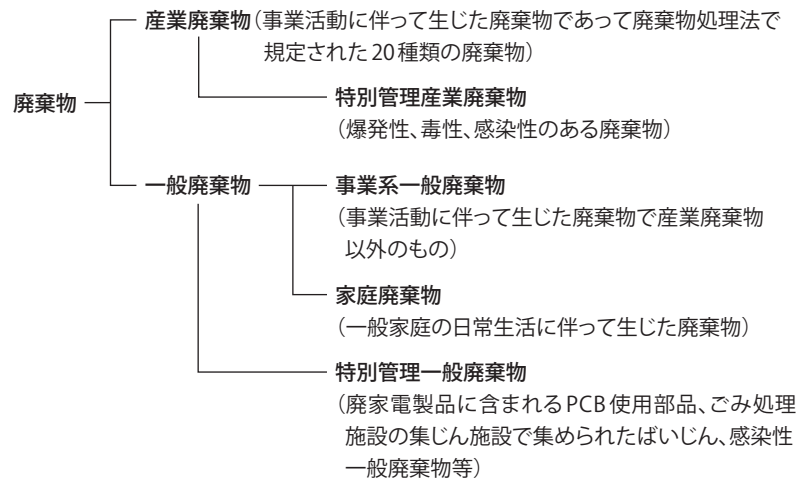 産業廃棄物（事業活動に伴って生じた廃棄物であって廃棄物処理法で
規定された20種類の廃棄物）
廃棄物
特別管理産業廃棄物
（爆発性、毒性、感染性のある廃棄物）
一般廃棄物
事業系一般廃棄物
（事業活動に伴って生じた廃棄物で産業廃棄物
以外のもの）
家庭廃棄物
（一般家庭の日常生活に伴って生じた廃棄物）
特別管理一般廃棄物
（廃家電製品に含まれるPCB使用部品、ごみ処理
施設の集じん施設で集められたばいじん、感染性
一般廃棄物等）